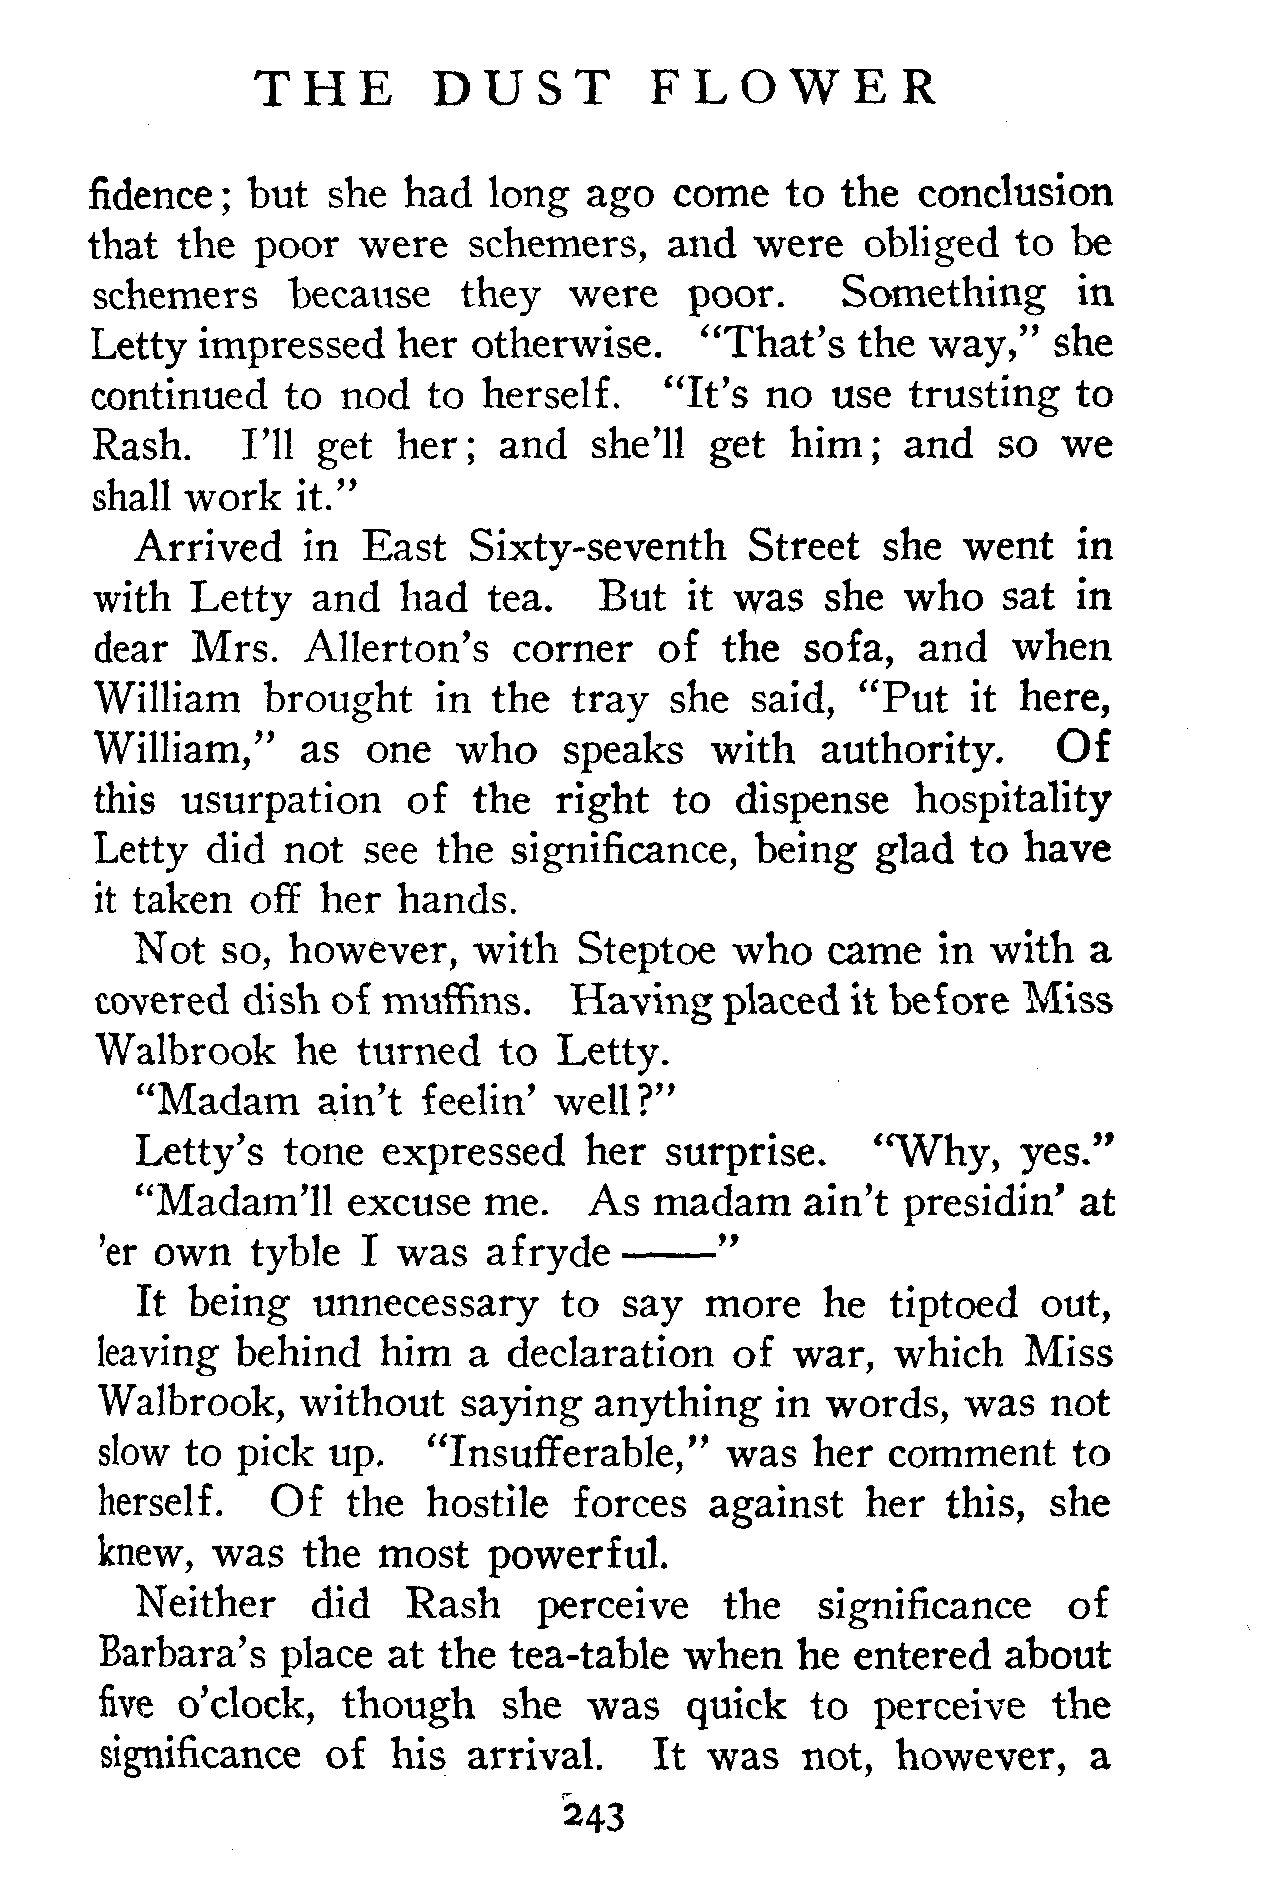 THE DUST FLOWER
fidence; but she had long ago come to the conclusion
that the poor were schemers, and were obliged to be
schemers because they were poor. Something in
Letty impressed her otherwise. “That’s the way,” she
continued to nod to herself. “It’s no use trusting to
Rash. I’ll get her; and she’ll get him; and so we
shall work it.”
Arrived in East Sixty-seventh Street she went in
with Letty and had tea. But it was she who sat in
dear Mrs. Allerton’s corner of the sofa, and when
William brought in the tray she said, “Put it here,
William,” as one who speaks with authority. Of
this usurpation of the right to dispense hospitality
Letty did not see the significance, being glad to have
it taken off her hands.
Not so, however, with Steptoe who came in with a
covered dish of muffins. Having placed it before Miss
Walbrook he turned to Letty.
“Madam ain’t feelin’ well?”
Letty’s tone expressed her surprise. “Why, yes.”
“Madam’ll excuse me. As madam ain’t presidin’ at
’er own tyble I was afryde ——”
It being unnecessary to say more he tiptoed out,
leaving behind him a declaration of war, which Miss
Walbrook, without saying anything in words, was not
slow to pick up. “Insufferable,” was her comment to
herself. Of the hostile forces against her this, she
knew, was the most powerful.
Neither did Rash perceive the significance of
Barbara’s place at the tea-table when he entered about
five o’clock, though she was quick to perceive the
significance of his arrival. It was not, however, a
243